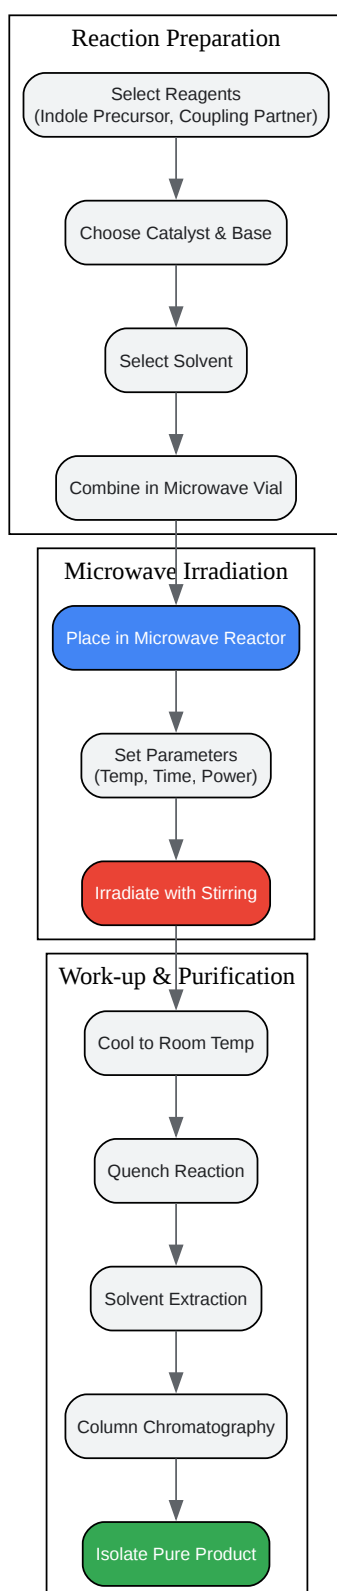 Reaction Preparation
Select Reagents
(Indole Precursor, Coupling Partner)
Choose Catalyst & Base
Select Solvent
Combine in Microwave Vial
Microwave Irradiation
Place in Microwave Reactor
Set Parameters
(Temp, Time, Power)
Irradiate with Stirring
Work-up & Purification
Cool to Room Temp
Quench Reaction
Solvent Extraction
Column Chromatography
Isolate Pure Product